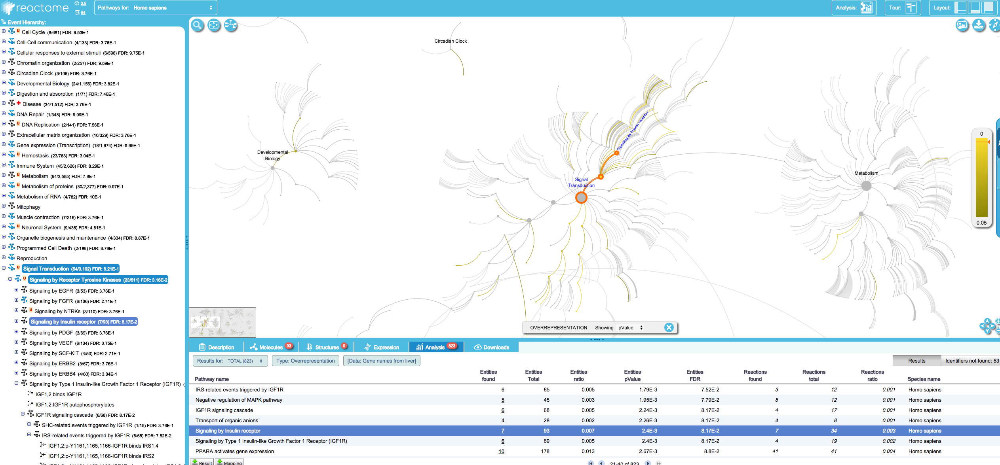 reactome
3.5
84
Pathways for: Homo sapiens
Analysis:
Tour:
Layout:
Event Hierarchy:
U Cell Cycle (8/681) FDR: 9.53E-1
Cell-Cell communication (4/133) FDR: 3.76E-1
Cellular responses to external stimuli (6/598) FDR: 9.75E-1
Chromatin organization (2/257) FDR: 9.59E-1
Circadian Clock (3/106) FDR: 3.76E-1
Developmental Biology (24/1,156) FDR: 3.82E-1
Digestion and absorption (1/71) FDR: 7.46E-1
Disease (34/1,512) FDR: 3.76E-1
DNA Repair (1/348) FDR: 9.99E-1
U DNA Replication (2/141) FDR: 7.56E-1
Extracellular matrix organization (10/329) FDR: 3.76E-1
Gene expression (Transcription) (18/1,674) FDR: 9.99E-1
U Hemostasis (23/783) FDR: 3.04E-1
Immune System (45/2,626) FDR: 8.29E-1
U Metabolism (64/3,585) FDR: 7.8E-1
U Metabolism of proteins (30/2,377) FDR: 9.97E-1
Metabolism of RNA (4/782) FDR: 10E-1
Mitophagy
Muscle contraction (7/216) FDR: 3.76E-1
U Neuronal System (9/435) FDR: 4.61E-1
Organelle biogenesis and maintenance (4/334) FDR: 8.87E-1
Programmed Cell Death (2/188) FDR: 8.78E-1
Reproduction
U Signal Transduction (54/3,102) FDR: 8.21E-1
U Signaling by Receptor Tyrosine Kinases (23/511) FDR: 3.16E-2
Signaling by EGFR (3/53) FDR: 3.76E-1
Signaling by FGFR (6/106) FDR: 2.71E-1
U Signaling by NTRKs (3/110) FDR: 3.76E-1
Signaling by Insulin receptor (7/93) FDR: 8.17E-2
Signaling by PDGF (3/69) FDR: 3.76E-1
Signaling by VEGF (6/134) FDR: 3.75E-1
Signaling by SCF-KIT (4/50) FDR: 2.71E-1
Signaling by ERBB2 (3/67) FDR: 3.76E-1
Signaling by ERBB4 (4/60) FDR: 3.04E-1
Signaling by Type 1 Insulin-like Growth Factor 1 Receptor (IGF1R) (
IGF1,2 binds IGF1R
IGF1,2:IGF1R autophosphorylates
IGF1R signaling cascade (6/68) FDR: 8.17E-2
SHC-related events triggered by IGF1R (1/15) FDR: 3.76E-1
IRS-related events triggered by IGF1R (6/65) FDR: 7.52E-2
IGF1,2:p-Y1161,1165,1166-IGF1R binds IRS1,4
IGF1,2:p-Y1161,1165,1166-IGF1R binds IRS2
Circadian Clock
Developmental
Biology
Signaling by Insulin receptor
Signal
Transduction
Metabolism
0
0.05
OVERREPRESENTATION Showing pValue
Description
Molecules 93
Structures 0
Expression
Analysis 823
Downloads
Results for: TOTAL (823)
Type: Overrepresentation
[Data: Gene names from liver]
Results
Identifiers not found: 53
Pathway name Entities found Entities Total Entities ratio Entities pValue Entities FDR Reactions found Reactions total Reactions ratio Species name
IRS-related events triggered by IGF1R 6 65 0.005 1.79E-3 7.52E-2 3 12 0.001 Homo sapiens
Negative regulation of MAPK pathway 5 45 0.003 1.95E-3 7.79E-2 8 12 0.001 Homo sapiens
IGF1R signaling cascade 6 68 0.005 2.24E-3 8.17E-2 4 17 0.001 Homo sapiens
Transport of organic anions 4 28 0.002 2.26E-3 8.17E-2 4 8 0.001 Homo sapiens
Signaling by Insulin receptor 7 93 0.007 2.4E-3 8.17E-2 7 34 0.003 Homo sapiens
Signaling by Type 1 Insulin-like Growth Factor 1 Receptor (IGF1R) 6 69 0.005 2.4E-3 8.17E-2 4 19 0.002 Homo sapiens
PPARA activates gene expression 10 178 0.013 2.67E-3 8.8E-2 41 41 0.004 Homo sapiens
Result
Mapping
21-40 of 823